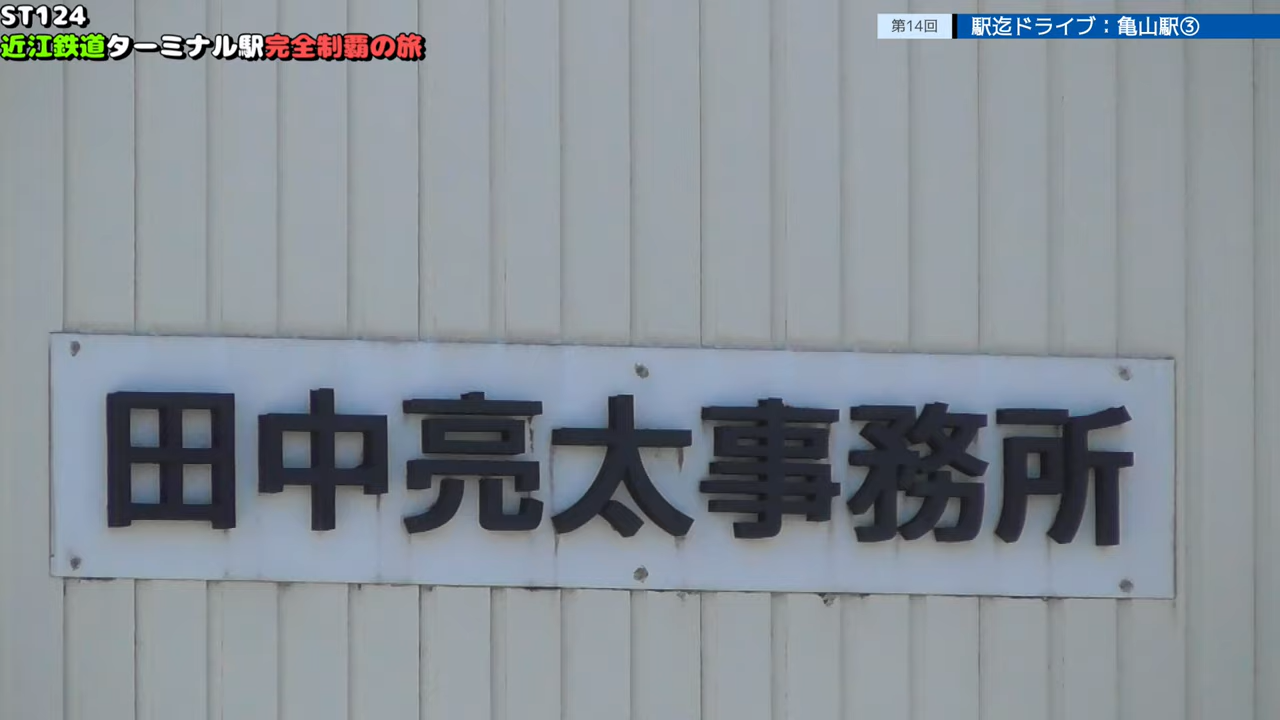 ST124
近江鉄道ターミナル駅完全制覇の旅
第14回
駅迄ドライブ：亀山駅③
田中亮太事務所